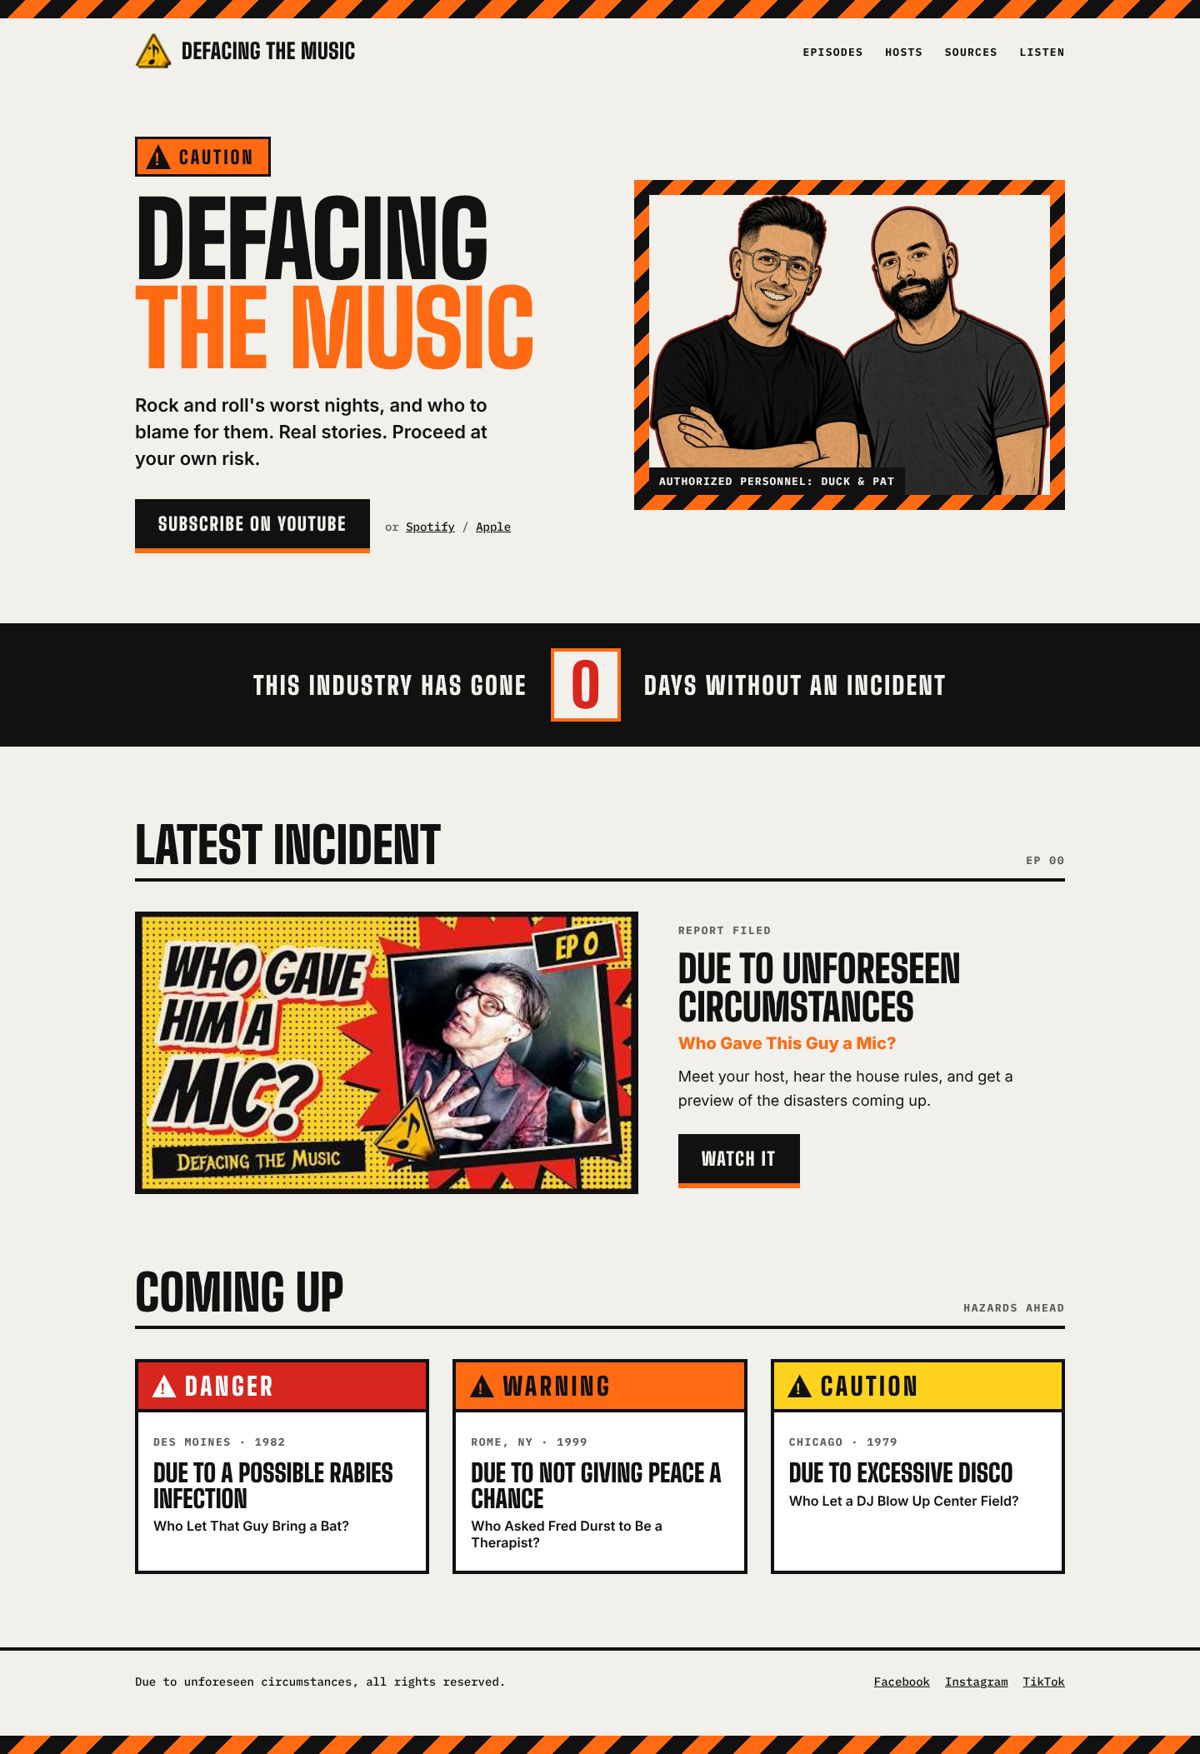 DEFACING THE MUSIC
EPISODES HOSTS SOURCES LISTEN
! CAUTION
DEFACING
THE MUSIC
Rock and roll's worst nights, and who to
blame for them. Real stories. Proceed at
your own risk.
SUBSCRIBE ON YOUTUBE
or Spotify / Apple
AUTHORIZED PERSONNEL: DUCK & PAT
THIS INDUSTRY HAS GONE 0 DAYS WITHOUT AN INCIDENT
LATEST INCIDENT
EP 00
WHO GAVE
HIM A
MIC?
EP 0
DEFACING THE MUSIC
REPORT FILED
DUE TO UNFORESEEN
CIRCUMSTANCES
Who Gave This Guy a Mic?
Meet your host, hear the house rules, and get a
preview of the disasters coming up.
WATCH IT
COMING UP
HAZARDS AHEAD
! DANGER
DES MOINES · 1982
DUE TO A POSSIBLE RABIES
INFECTION
Who Let That Guy Bring a Bat?
! WARNING
ROME, NY · 1999
DUE TO NOT GIVING PEACE A
CHANCE
Who Asked Fred Durst to Be a
Therapist?
! CAUTION
CHICAGO · 1979
DUE TO EXCESSIVE DISCO
Who Let a DJ Blow Up Center Field?
Due to unforeseen circumstances, all rights reserved.
Facebook Instagram TikTok